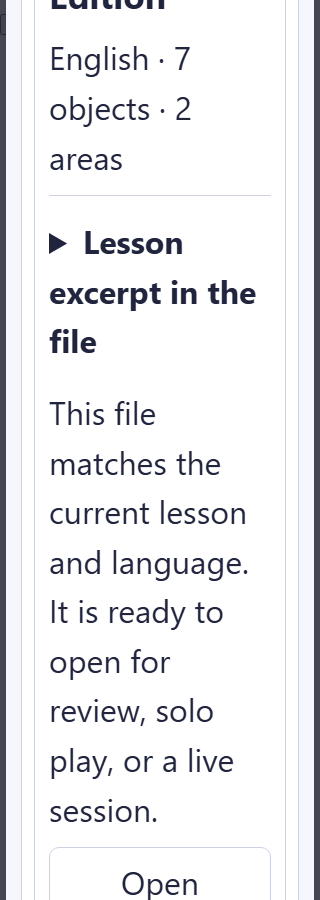 Edition
English · 7
objects · 2
areas
Lesson
excerpt in the
file
This file
matches the
current lesson
and language.
It is ready to
open for
review, solo
play, or a live
session.
Open